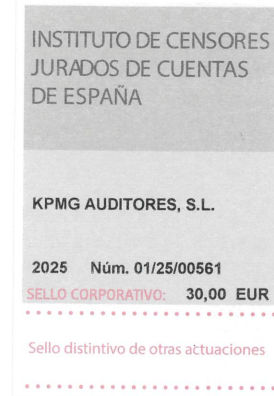 INSTITUTO DE CENSORES
JURADOS DE CUENTAS
DE ESPAÑA
KPMG AUDITORES, S.L.
2025 Núm. 01/25/00561
SELLO CORPORATIVO: 30,00 EUR
Sello distintivo de otras actuaciones